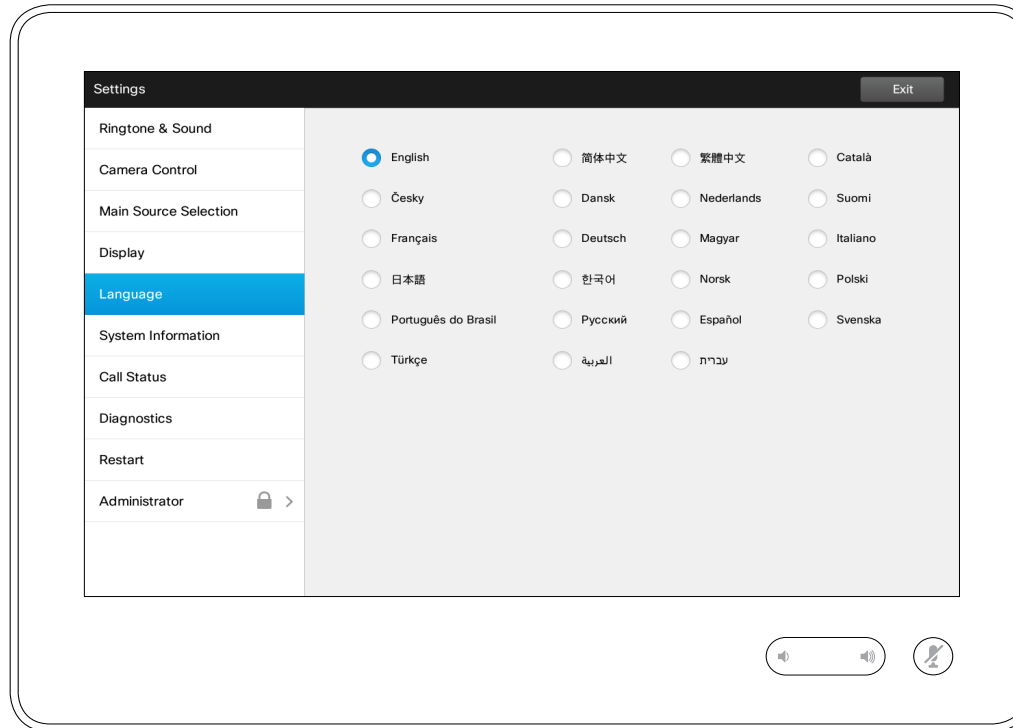 Settings
Exit
Ringtone & Sound
Camera Control
Main Source Selection
Display
Language
System Information
Call Status
Diagnostics
Restart
Administrator
English 简体中文 繁體中文 Català
Česky Dansk Nederlands Suomi
Français Deutsch Magyar Italiano
日本語 한국어 Norsk Polski
Português do Brasil Русский Español Svenska
Türkçe العربية עברית